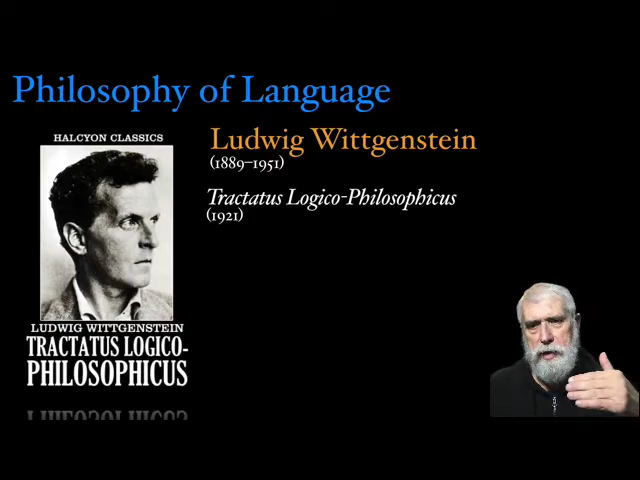 Philosophy of Language
HALCYON CLASSICS
LUDWIG WITTGENSTEIN
TRACTATUS LOGICO-
PHILOSOPHICUS
Ludwig Wittgenstein
(1889–1951)
Tractatus Logico-Philosophicus
(1921)